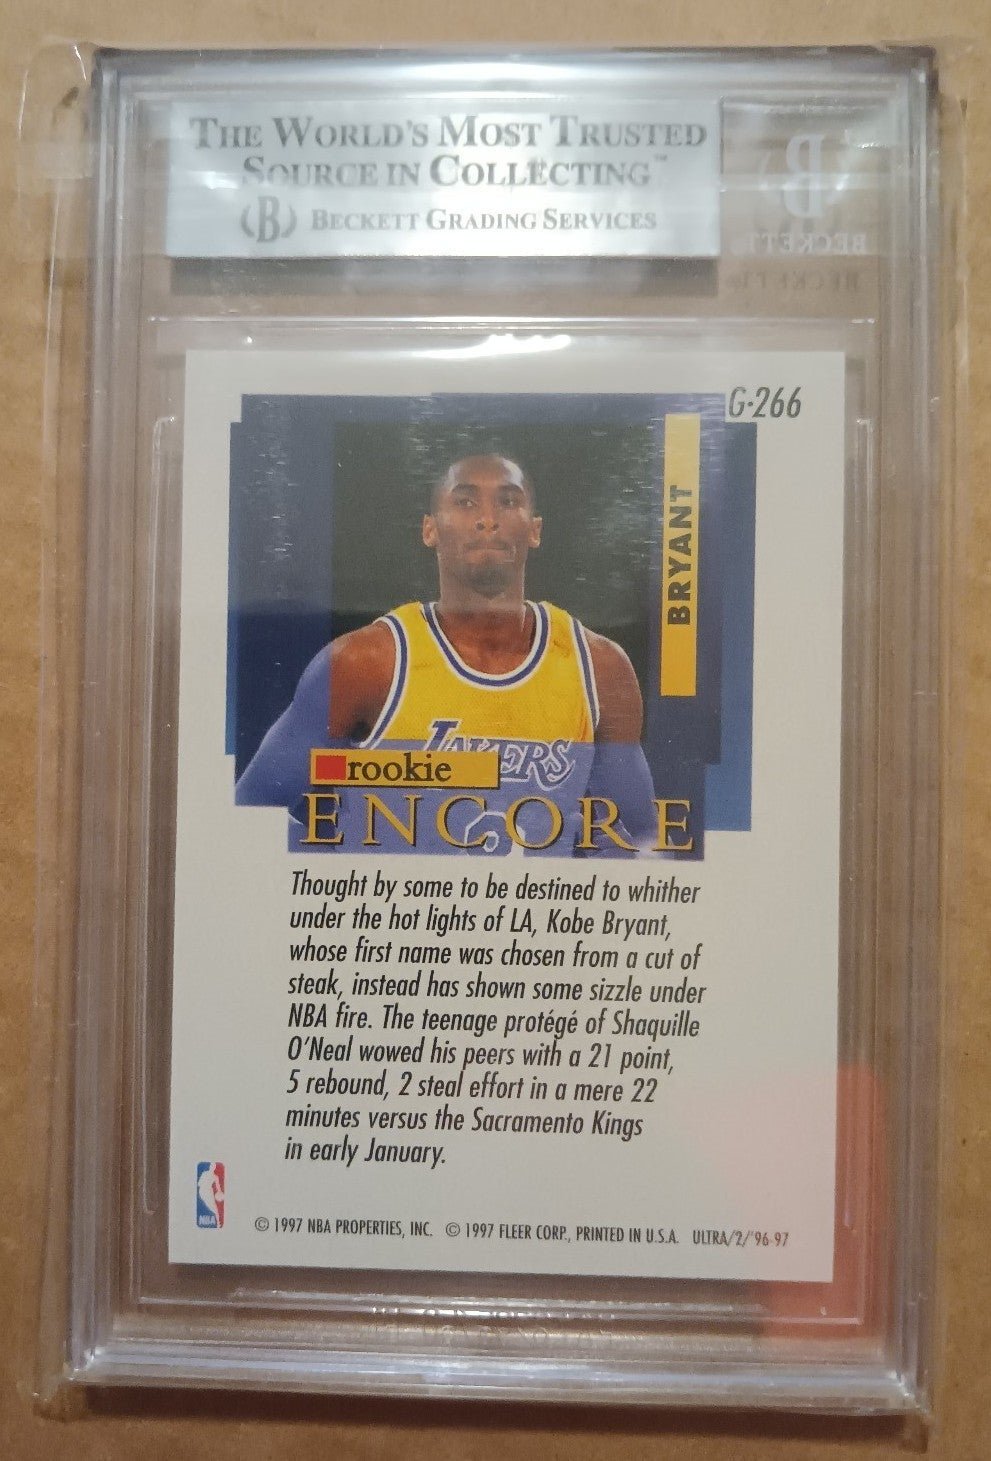 THE WORLD'S MOST TRUSTED
SOURCE IN COLLECTING™
B BECKETT GRADING SERVICES
B
BECKETT
G-266
BRYANT
LAKERS
rookie
ENCORE
Thought by some to be destined to whither
under the hot lights of LA, Kobe Bryant,
whose first name was chosen from a cut of
steak, instead has shown some sizzle under
NBA fire. The teenage protégé of Shaquille
O'Neal wowed his peers with a 21 point,
5 rebound, 2 steal effort in a mere 22
minutes versus the Sacramento Kings
in early January.
NBA
© 1997 NBA PROPERTIES, INC. © 1997 FLEER CORP., PRINTED IN U.S.A. ULTRA/2/'96-97